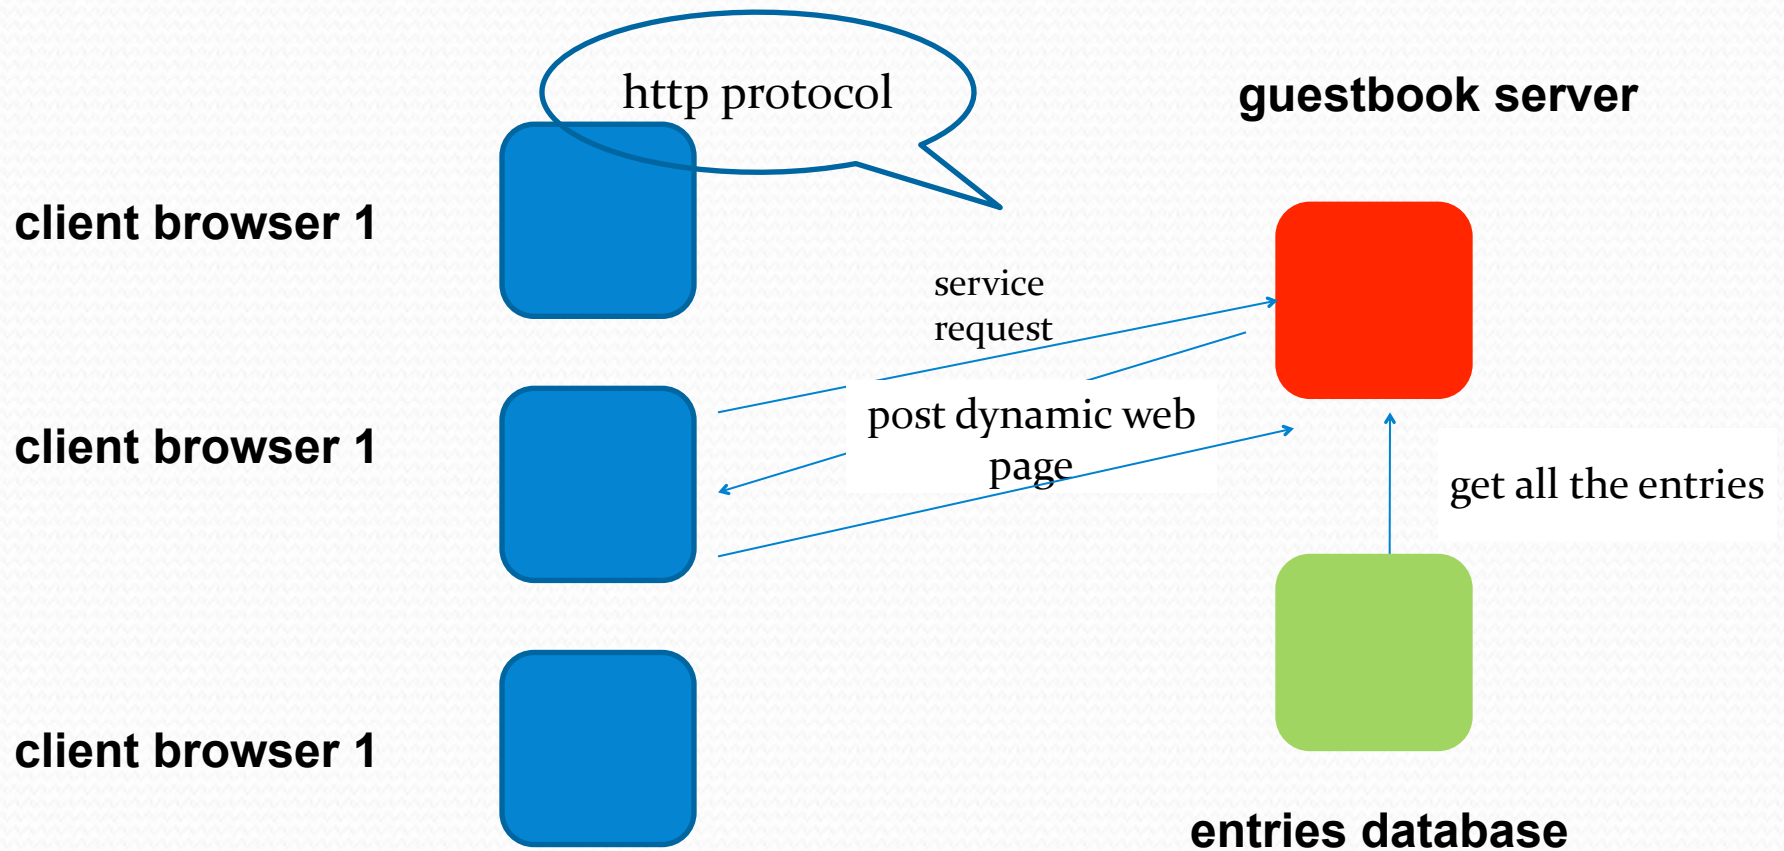 http protocol
guestbook server
client browser 1
service
request
post dynamic web
page
client browser 1
get all the entries
client browser 1
entries database